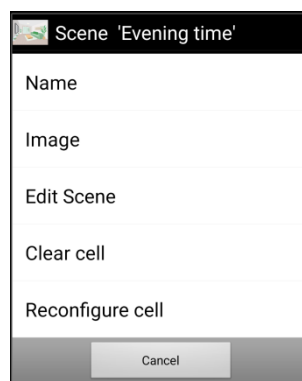 Scene 'Evening time'
Name
Image
Edit Scene
Clear cell
Reconfigure cell
Cancel